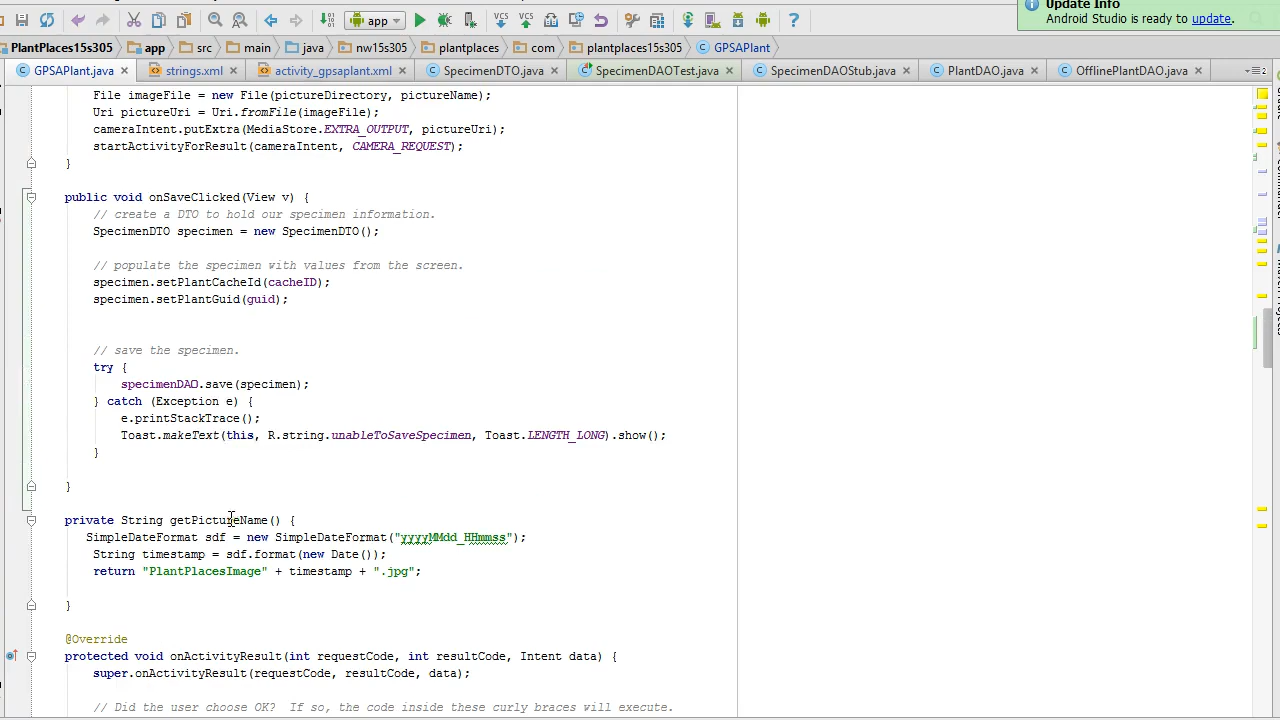 Update Info
Android Studio is ready to update.
app
PlantPlaces15s305 app src main java nw15s305 plantplaces com plantplaces15s305 GPSAPlant
GPSAPlant.java strings.xml activity_gpsaplant.xml SpecimenDTO.java SpecimenDAOTest.java SpecimenDAOStub.java PlantDAO.java OfflinePlantDAO.java
File imageFile = new File(pictureDirectory, pictureName);
Uri pictureUri = Uri.fromFile(imageFile);
cameraIntent.putExtra(MediaStore.EXTRA_OUTPUT, pictureUri);
startActivityForResult(cameraIntent, CAMERA_REQUEST);
}
public void onSaveClicked(View v) {
// create a DTO to hold our specimen information.
SpecimenDTO specimen = new SpecimenDTO();
// populate the specimen with values from the screen.
specimen.setPlantCacheId(cacheID);
specimen.setPlantGuid(guid);
// save the specimen.
try {
specimenDAO.save(specimen);
} catch (Exception e) {
e.printStackTrace();
Toast.makeText(this, R.string.unableToSaveSpecimen, Toast.LENGTH_LONG).show();
}
}
private String getPictureName() {
SimpleDateFormat sdf = new SimpleDateFormat("yyyyMMdd_HHmmss");
String timestamp = sdf.format(new Date());
return "PlantPlacesImage" + timestamp + ".jpg";
}
@Override
protected void onActivityResult(int requestCode, int resultCode, Intent data) {
super.onActivityResult(requestCode, resultCode, data);
// Did the user choose OK?  If so, the code inside these curly braces will execute.